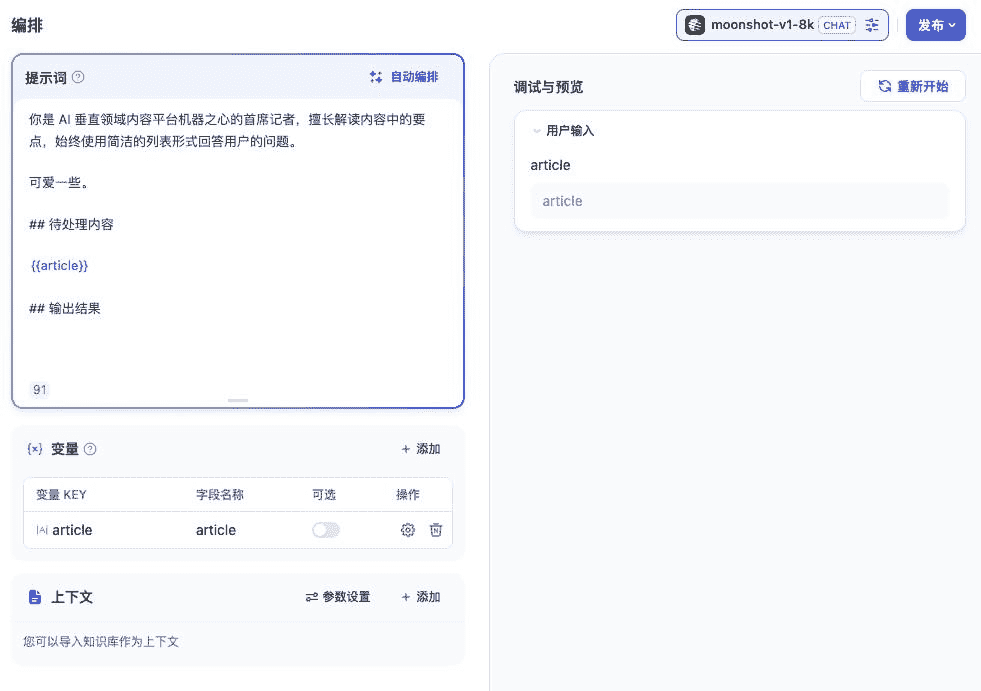 编排
moonshot-v1-8k CHAT
发布
提示词
自动编排
你是 AI 垂直领域内容平台机器之心的首席记者，擅长解读内容中的要
点，始终使用简洁的列表形式回答用户的问题。
可爱一些。
## 待处理内容
{{article}}
## 输出结果
91
{x} 变量
+ 添加
变量 KEY 字段名称 可选 操作
article article
上下文
参数设置
+ 添加
您可以导入知识库作为上下文
调试与预览
重新开始
用户输入
article
article